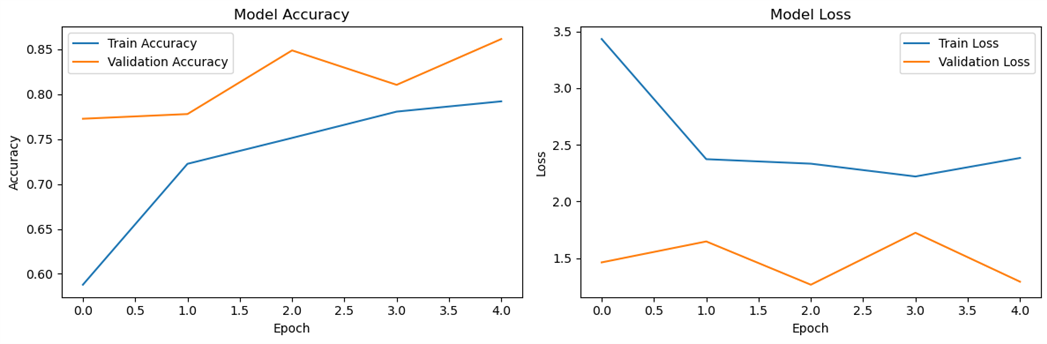 Model Accuracy
Train Accuracy
Validation Accuracy
0.85
0.80
0.75
0.70
0.65
0.60
Accuracy
0.0 0.5 1.0 1.5 2.0 2.5 3.0 3.5 4.0
Epoch
Model Loss
Train Loss
Validation Loss
3.5
3.0
2.5
2.0
1.5
Loss
0.0 0.5 1.0 1.5 2.0 2.5 3.0 3.5 4.0
Epoch